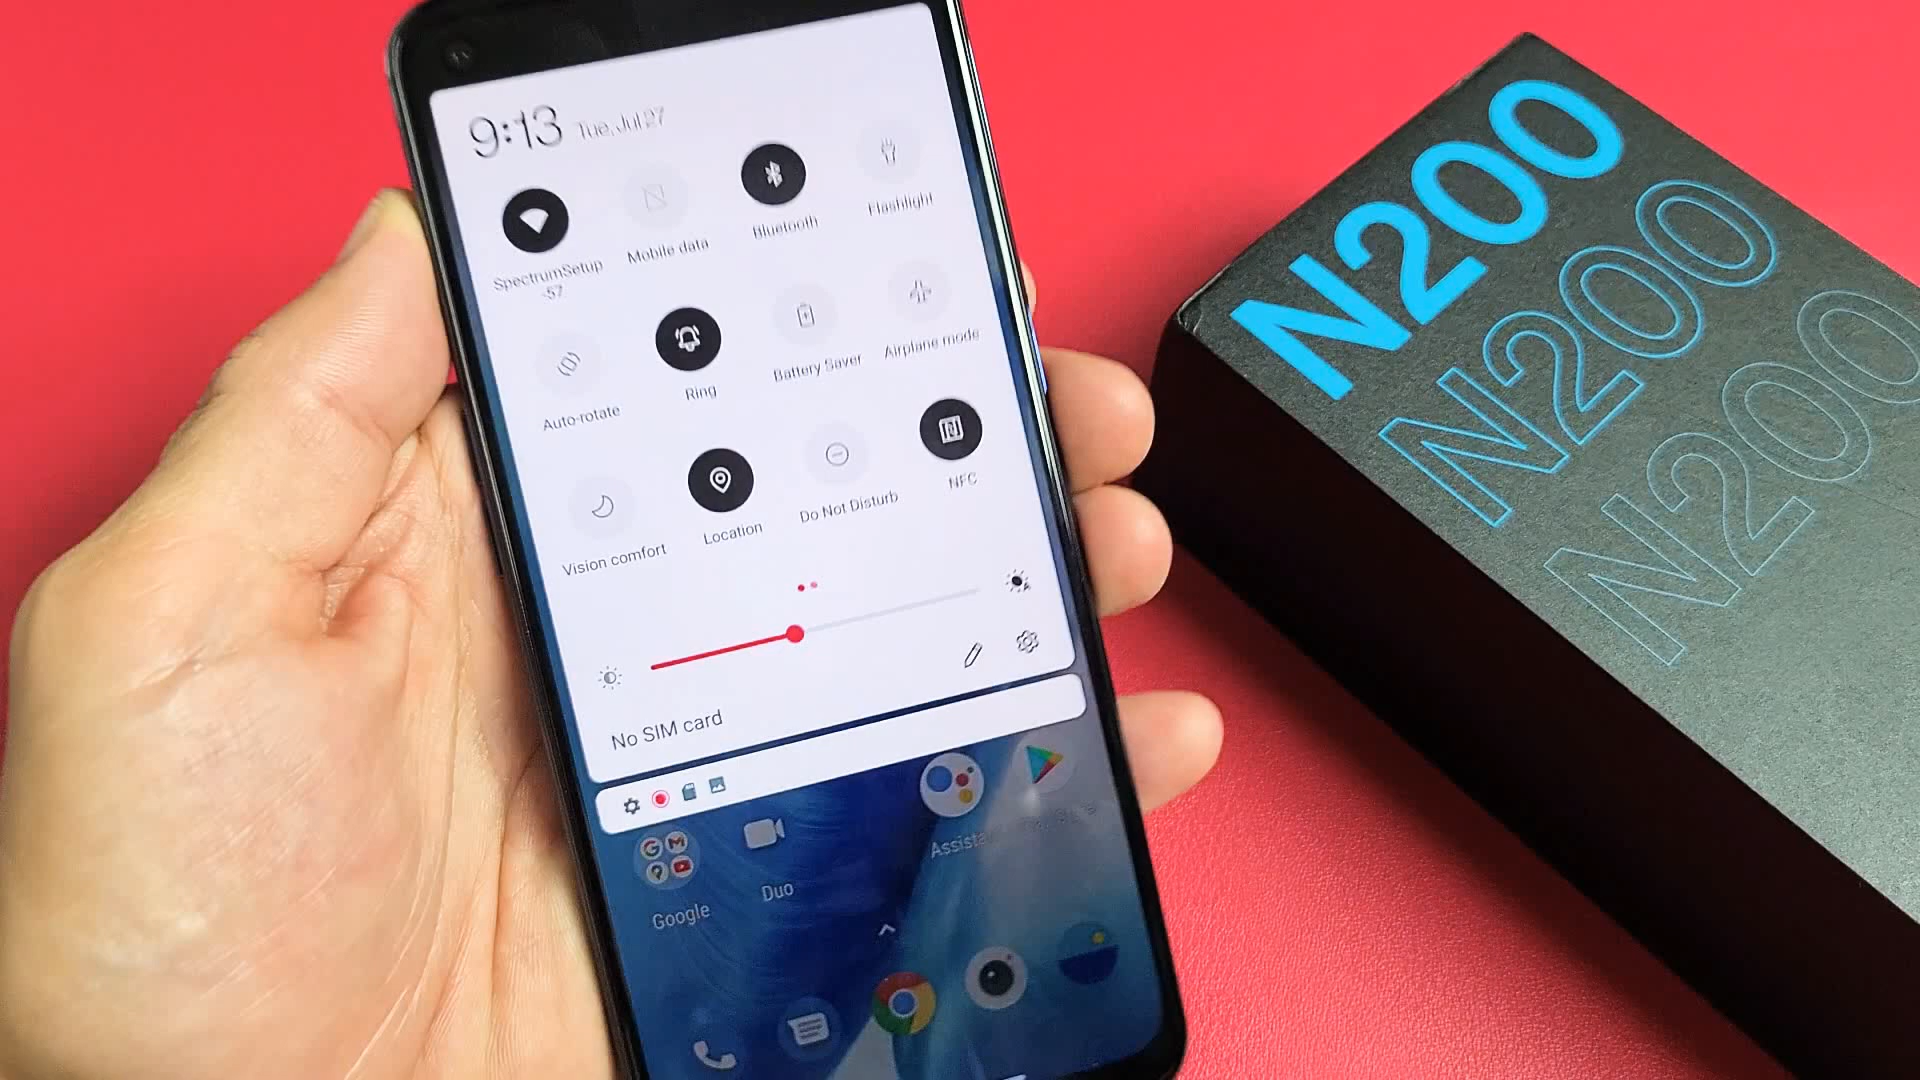 9:13 Tue, Jul 27
SpectrumSetup
-57
Mobile data
Bluetooth
Flashlight
Auto-rotate
Ring
Battery Saver
Airplane mode
Vision comfort
Location
Do Not Disturb
NFC
No SIM card
Google
Duo
N200
N200
N200